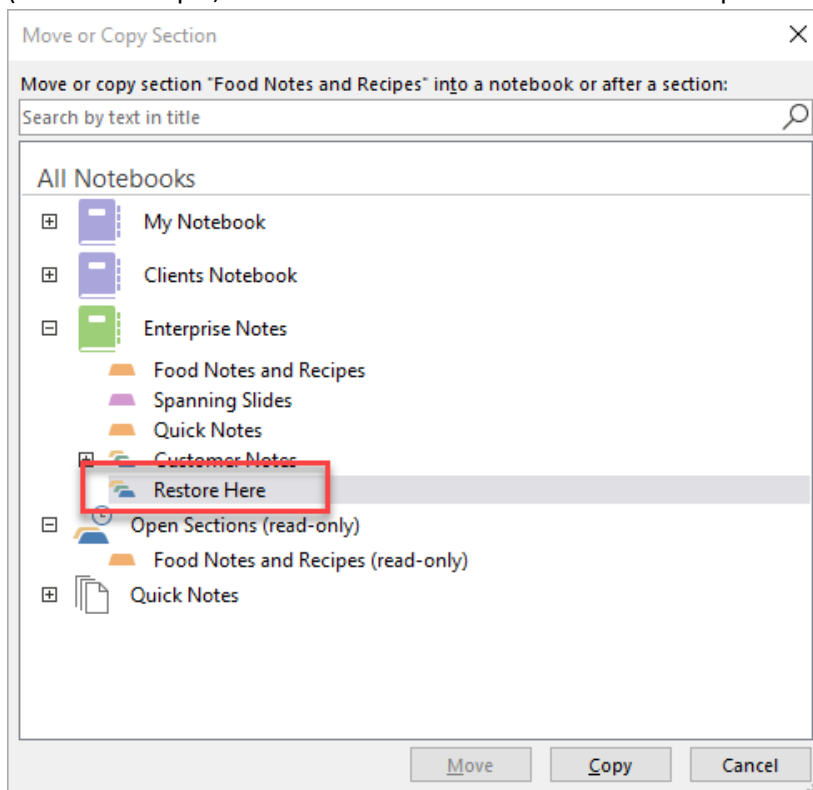 Move or Copy Section
Move or copy section "Food Notes and Recipes" into a notebook or after a section:
Search by text in title
All Notebooks
My Notebook
Clients Notebook
Enterprise Notes
Food Notes and Recipes
Spanning Slides
Quick Notes
Customer Notes
Restore Here
Open Sections (read-only)
Food Notes and Recipes (read-only)
Quick Notes
Move Copy Cancel